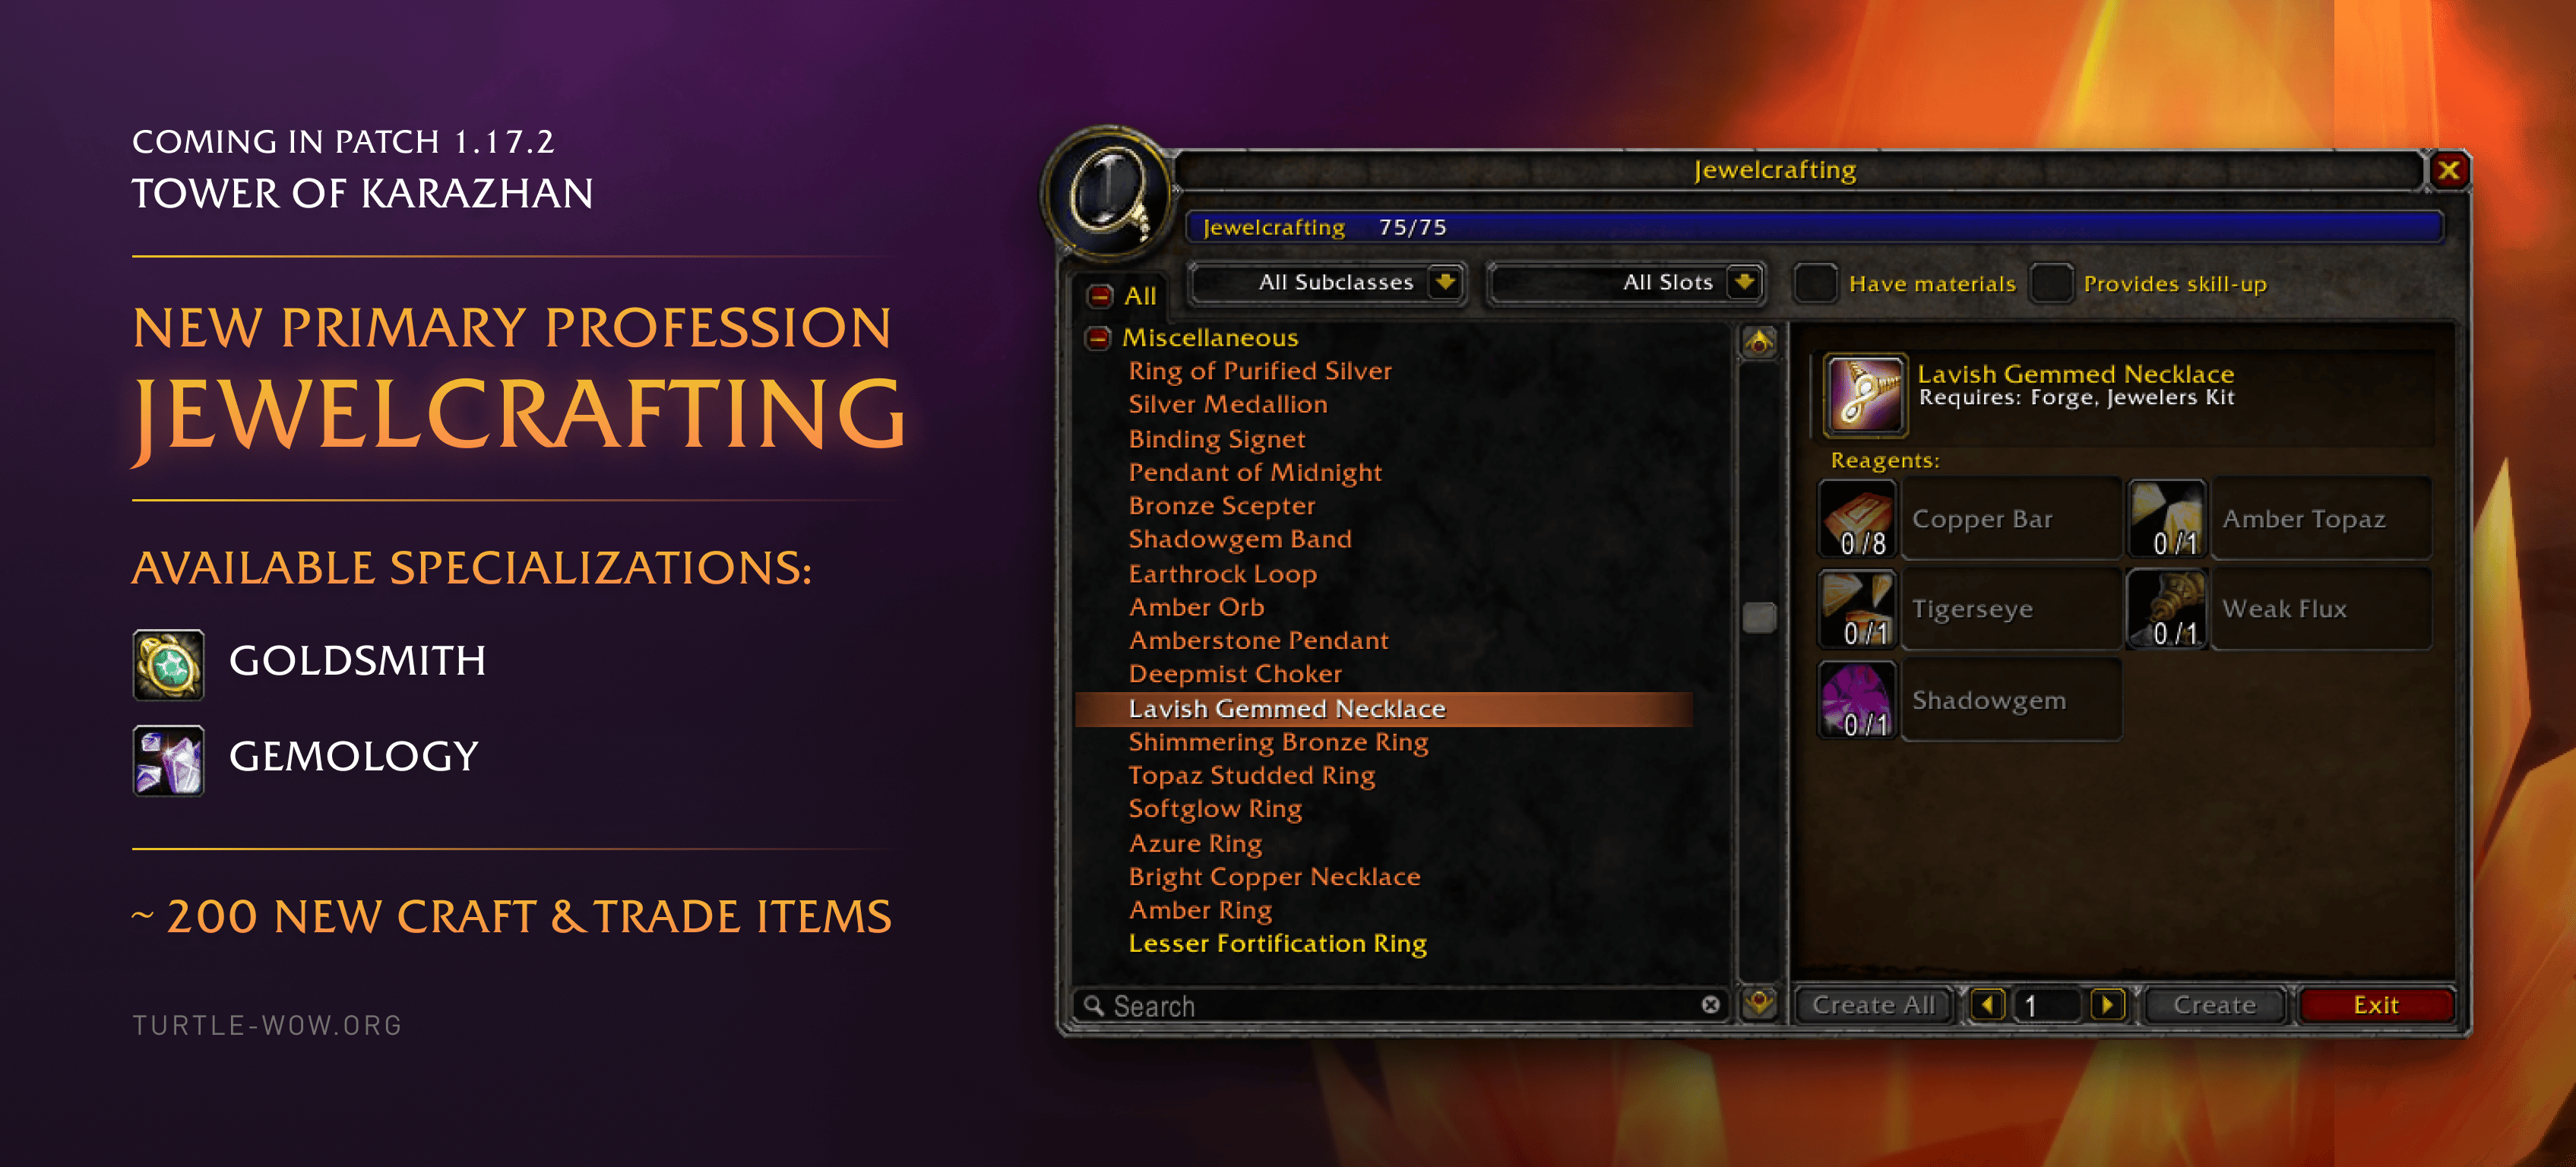 COMING IN PATCH 1.17.2
TOWER OF KARAZHAN
NEW PRIMARY PROFESSION
JEWELCRAFTING
AVAILABLE SPECIALIZATIONS:
GOLDSMITH
GEMOLOGY
~ 200 NEW CRAFT & TRADE ITEMS
TURTLE-WOW.ORG
Jewelcrafting
Jewelcrafting 75/75
All
All Subclasses
All Slots
Have materials
Provides skill-up
Miscellaneous
Ring of Purified Silver
Silver Medallion
Binding Signet
Pendant of Midnight
Bronze Scepter
Shadowgem Band
Earthrock Loop
Amber Orb
Amberstone Pendant
Deepmist Choker
Lavish Gemmed Necklace
Shimmering Bronze Ring
Topaz Studded Ring
Softglow Ring
Azure Ring
Bright Copper Necklace
Amber Ring
Lesser Fortification Ring
Search
Lavish Gemmed Necklace
Requires: Forge, Jewelers Kit
Reagents:
0/8 Copper Bar
0/1 Amber Topaz
0/1 Tigerseye
0/1 Weak Flux
0/1 Shadowgem
Create All
1
Create
Exit